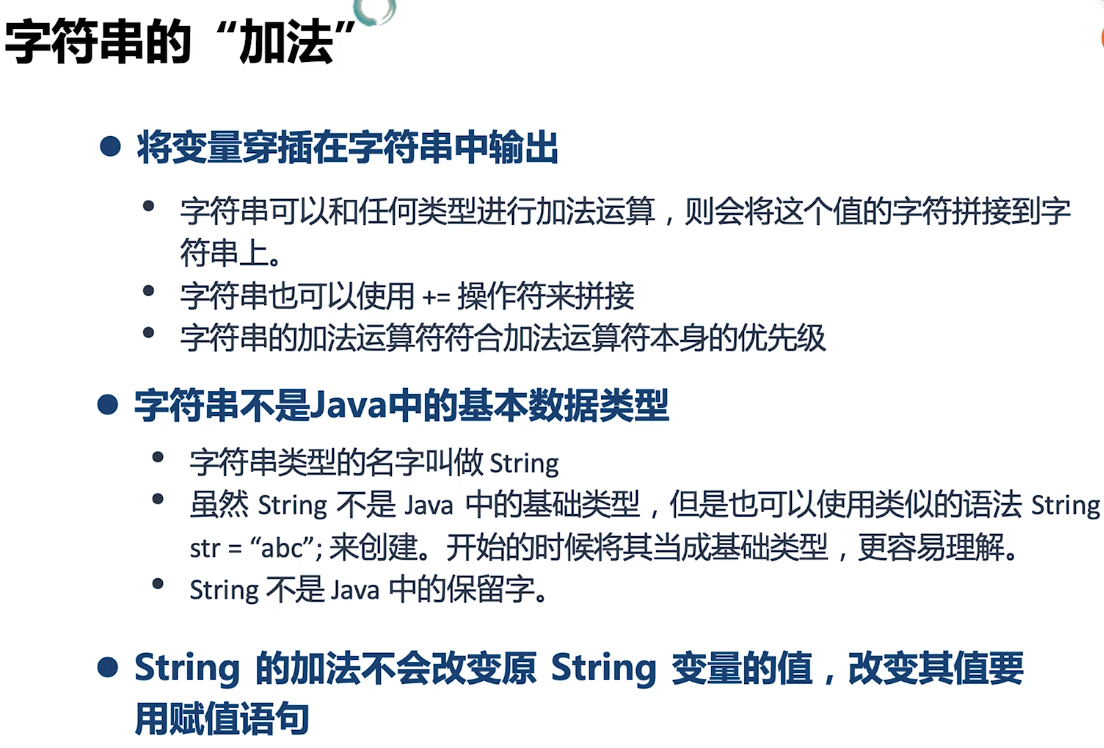 字符串的“加法”
● 将变量穿插在字符串中输出
• 字符串可以和任何类型进行加法运算，则会将这个值的字符拼接到字
符串上。
• 字符串也可以使用 += 操作符来拼接
• 字符串的加法运算符符合加法运算符本身的优先级
● 字符串不是Java中的基本数据类型
• 字符串类型的名字叫做 String
• 虽然 String 不是 Java 中的基础类型，但是也可以使用类似的语法 String
str = “abc”; 来创建。开始的时候将其当成基础类型，更容易理解。
• String 不是 Java 中的保留字。
● String 的加法不会改变原 String 变量的值，改变其值要
用赋值语句